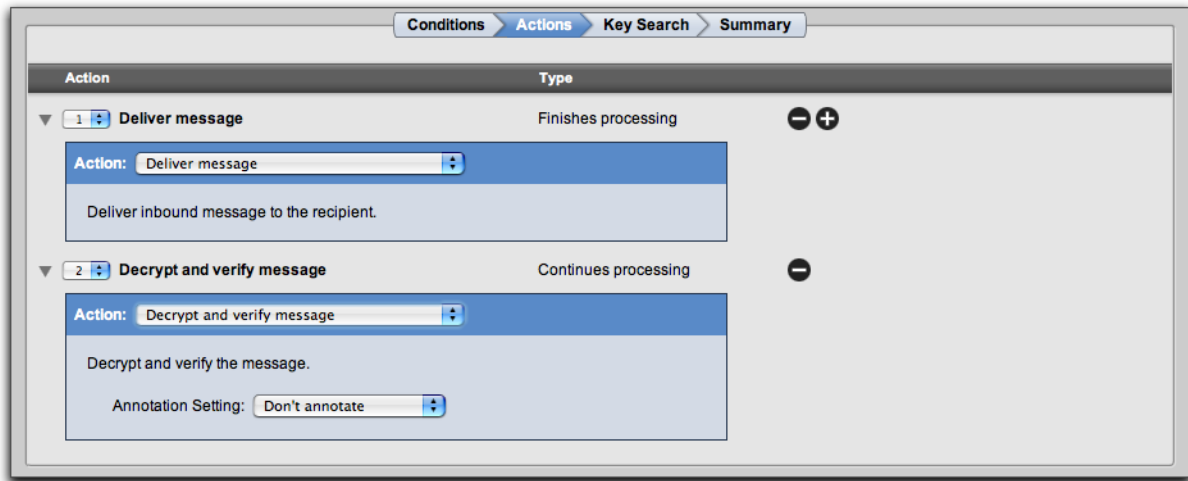 Conditions Actions Key Search Summary
Action Type
1 Deliver message Finishes processing
Action: Deliver message
Deliver inbound message to the recipient.
2 Decrypt and verify message Continues processing
Action: Decrypt and verify message
Decrypt and verify the message.
Annotation Setting: Don't annotate